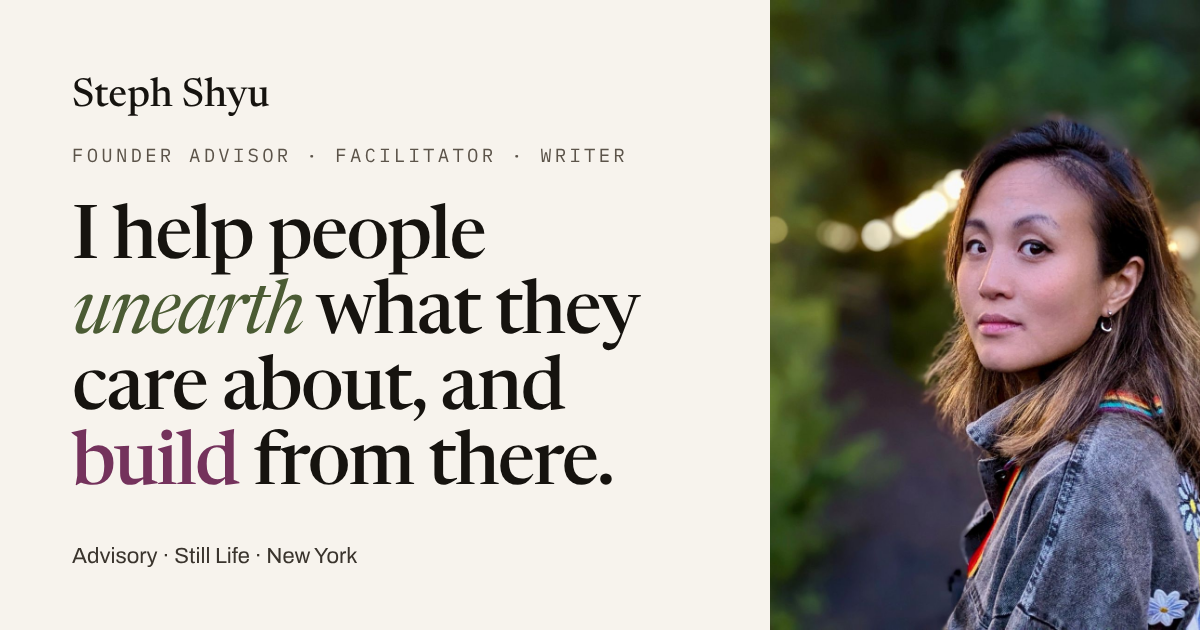 Steph Shyu
FOUNDER ADVISOR · FACILITATOR · WRITER
I help people
unearth what they
care about, and
build from there.
Advisory · Still Life · New York